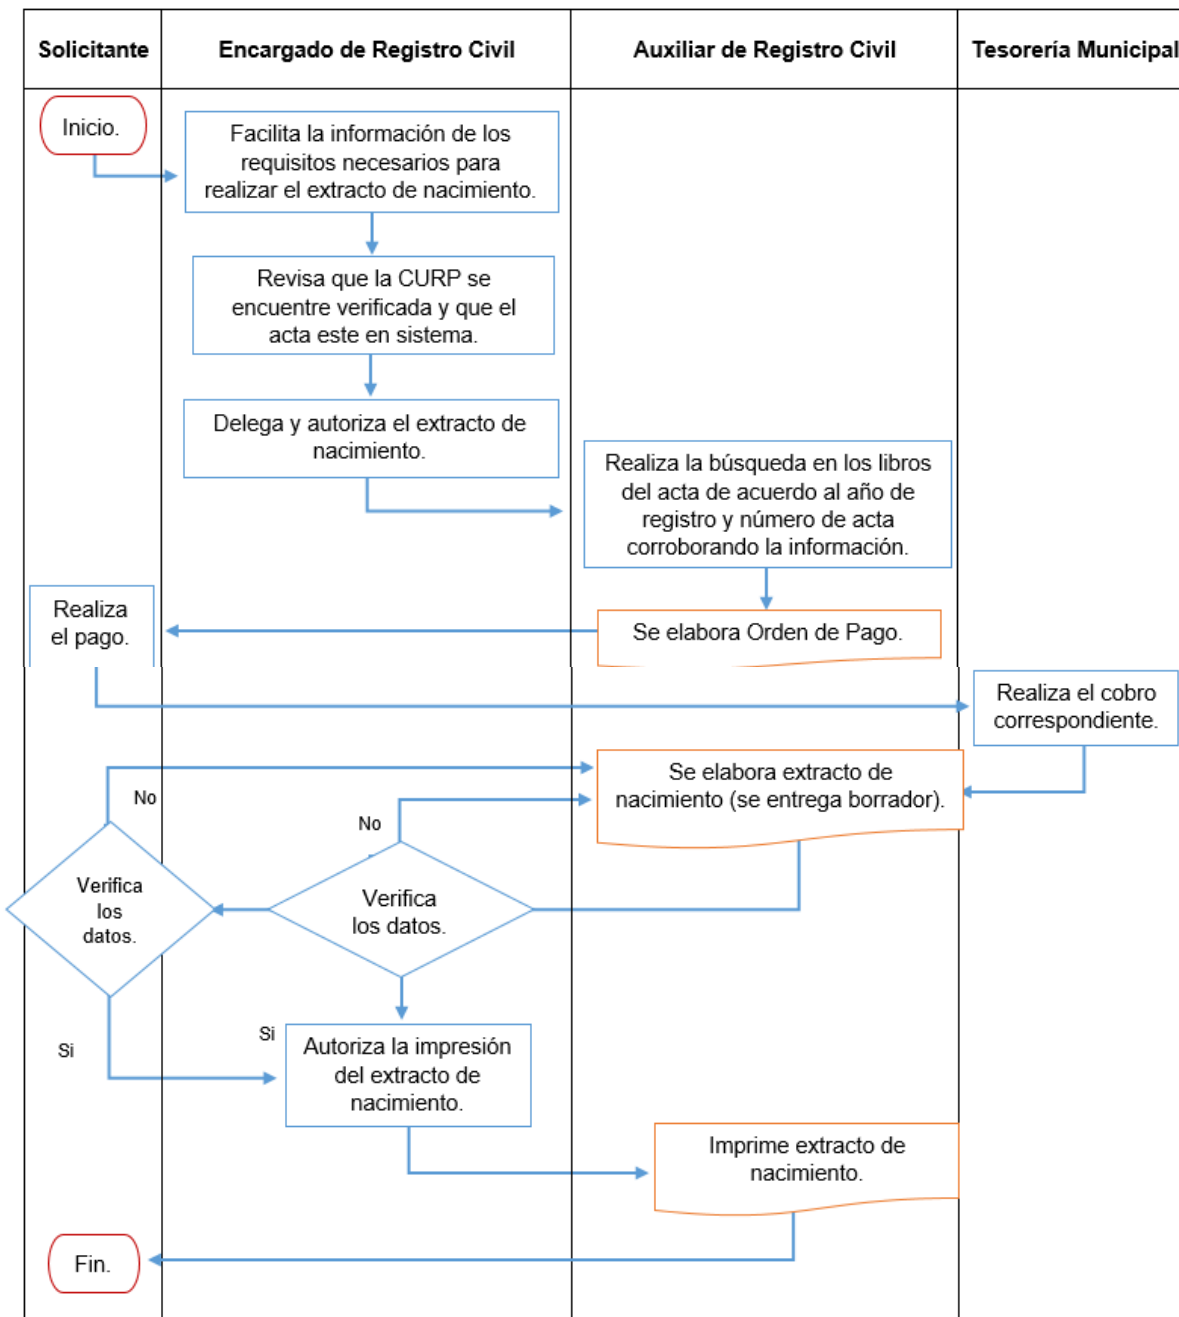 Solicitante
Encargado de Registro Civil
Auxiliar de Registro Civil
Tesorería Municipal
Inicio.
Facilita la información de los
requisitos necesarios para
realizar el extracto de nacimiento.
Revisa que la CURP se
encuentre verificada y que el
acta este en sistema.
Delega y autoriza el extracto de
nacimiento.
Realiza la búsqueda en los libros
del acta de acuerdo al año de
registro y número de acta
corroborando la información.
Se elabora Orden de Pago.
Realiza
el pago.
Realiza el cobro
correspondiente.
Se elabora extracto de
nacimiento (se entrega borrador).
No
No
Verifica
los datos.
Verifica
los
datos.
Si
Si
Autoriza la impresión
del extracto de
nacimiento.
Imprime extracto de
nacimiento.
Fin.